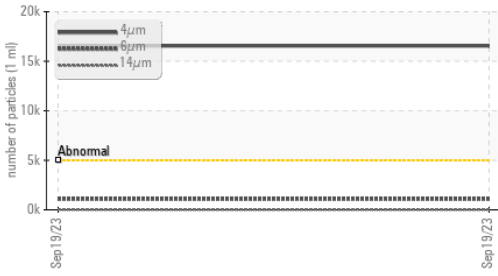 20k
15k
10k
5k
0k
number of particles (1 ml)
4µm
6µm
14µm
Abnormal
Sep19/23
Sep19/23